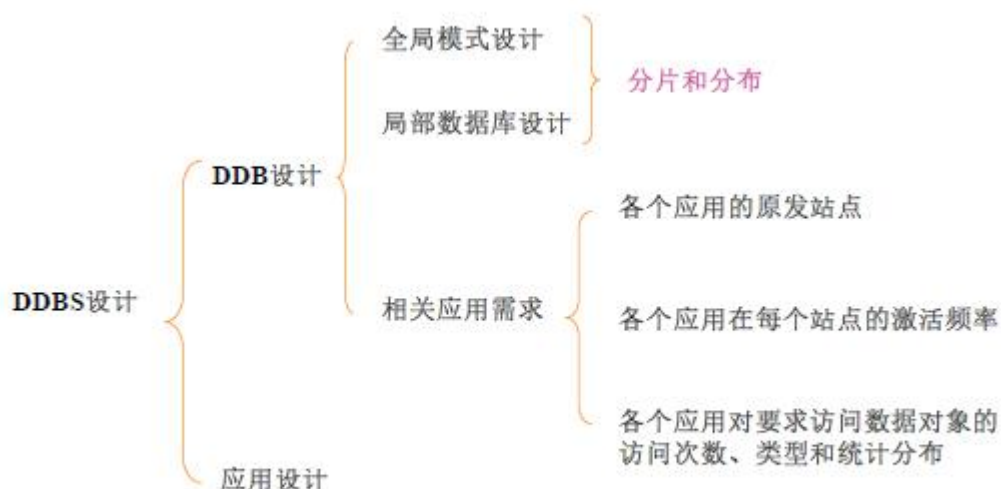 全局模式设计
分片和分布
局部数据库设计
DDB设计
各个应用的原发站点
DDBS设计
相关应用需求
各个应用在每个站点的激活频率
各个应用对要求访问数据对象的
访问次数、类型和统计分布
应用设计